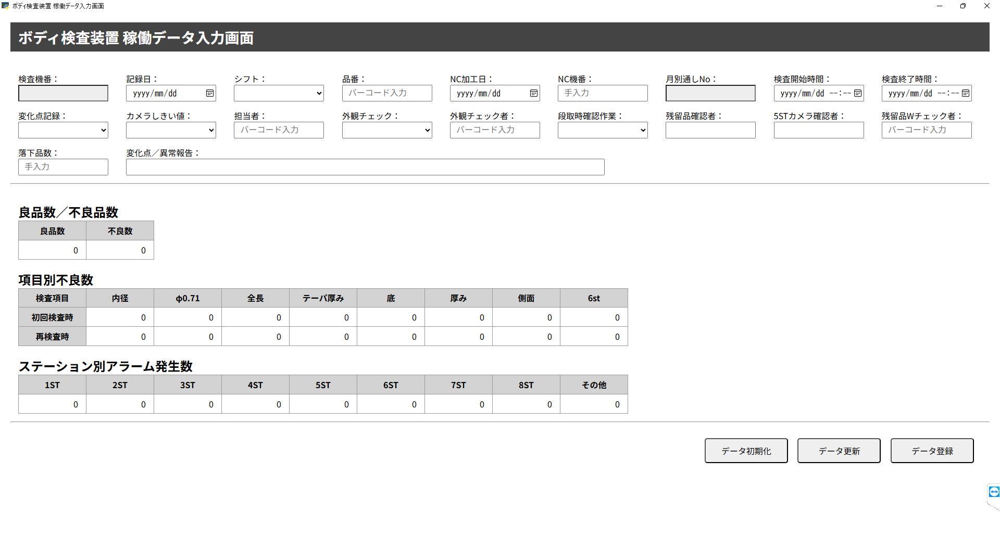 ボディ検査装置 稼働データ入力画面
ボディ検査装置 稼働データ入力画面
検査機番： 記録日： シフト： 品番： NC加工日： NC機番： 月別通しNo： 検査開始時間： 検査終了時間：
yyyy/mm/dd バーコード入力 yyyy/mm/dd 手入力 yyyy/mm/dd --:-- yyyy/mm/dd --:--
変化点記録： カメラしきい値： 担当者： 外観チェック： 外観チェック者： 段取時確認作業： 残留品確認者： 5STカメラ確認者： 残留品Wチェック者：
バーコード入力 バーコード入力 バーコード入力
落下品数： 変化点／異常報告：
手入力
良品数／不良品数
良品数 不良数
0 0
項目別不良数
検査項目 内径 φ0.71 全長 テーパ厚み 底 厚み 側面 6st
初回検査時 0 0 0 0 0 0 0 0
再検査時 0 0 0 0 0 0 0 0
ステーション別アラーム発生数
1ST 2ST 3ST 4ST 5ST 6ST 7ST 8ST その他
0 0 0 0 0 0 0 0 0
データ初期化 データ更新 データ登録